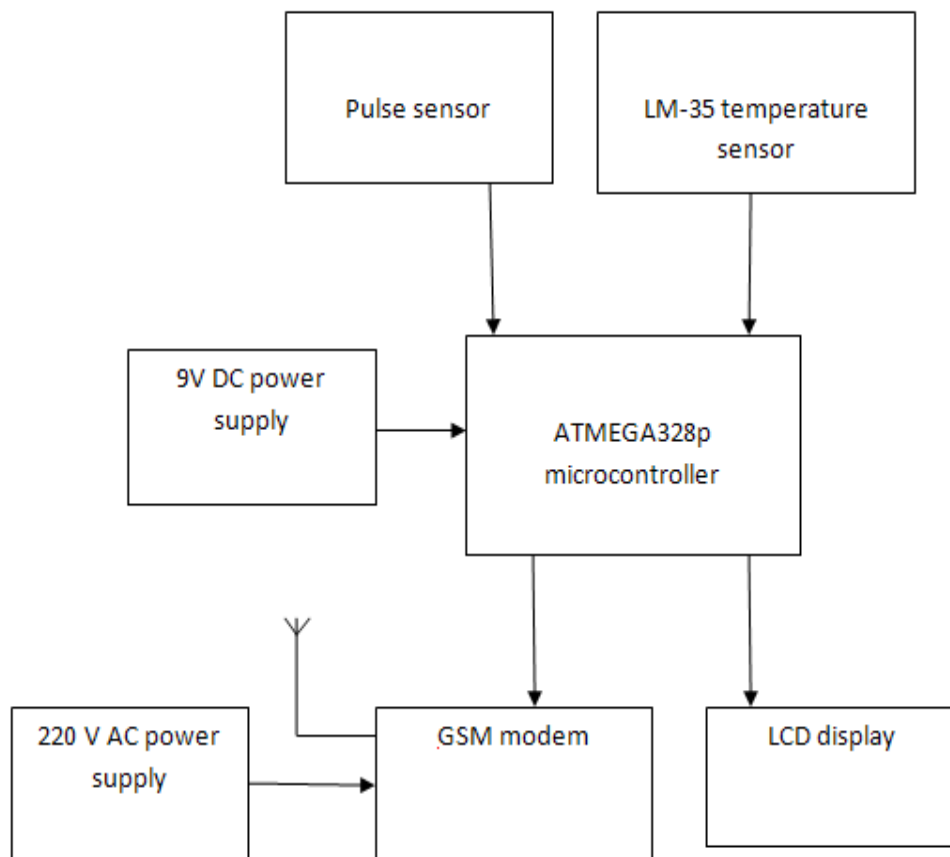 Pulse sensor
LM-35 temperature
sensor
9V DC power
supply
ATMEGA328p
microcontroller
220 V AC power
supply
GSM modem
LCD display